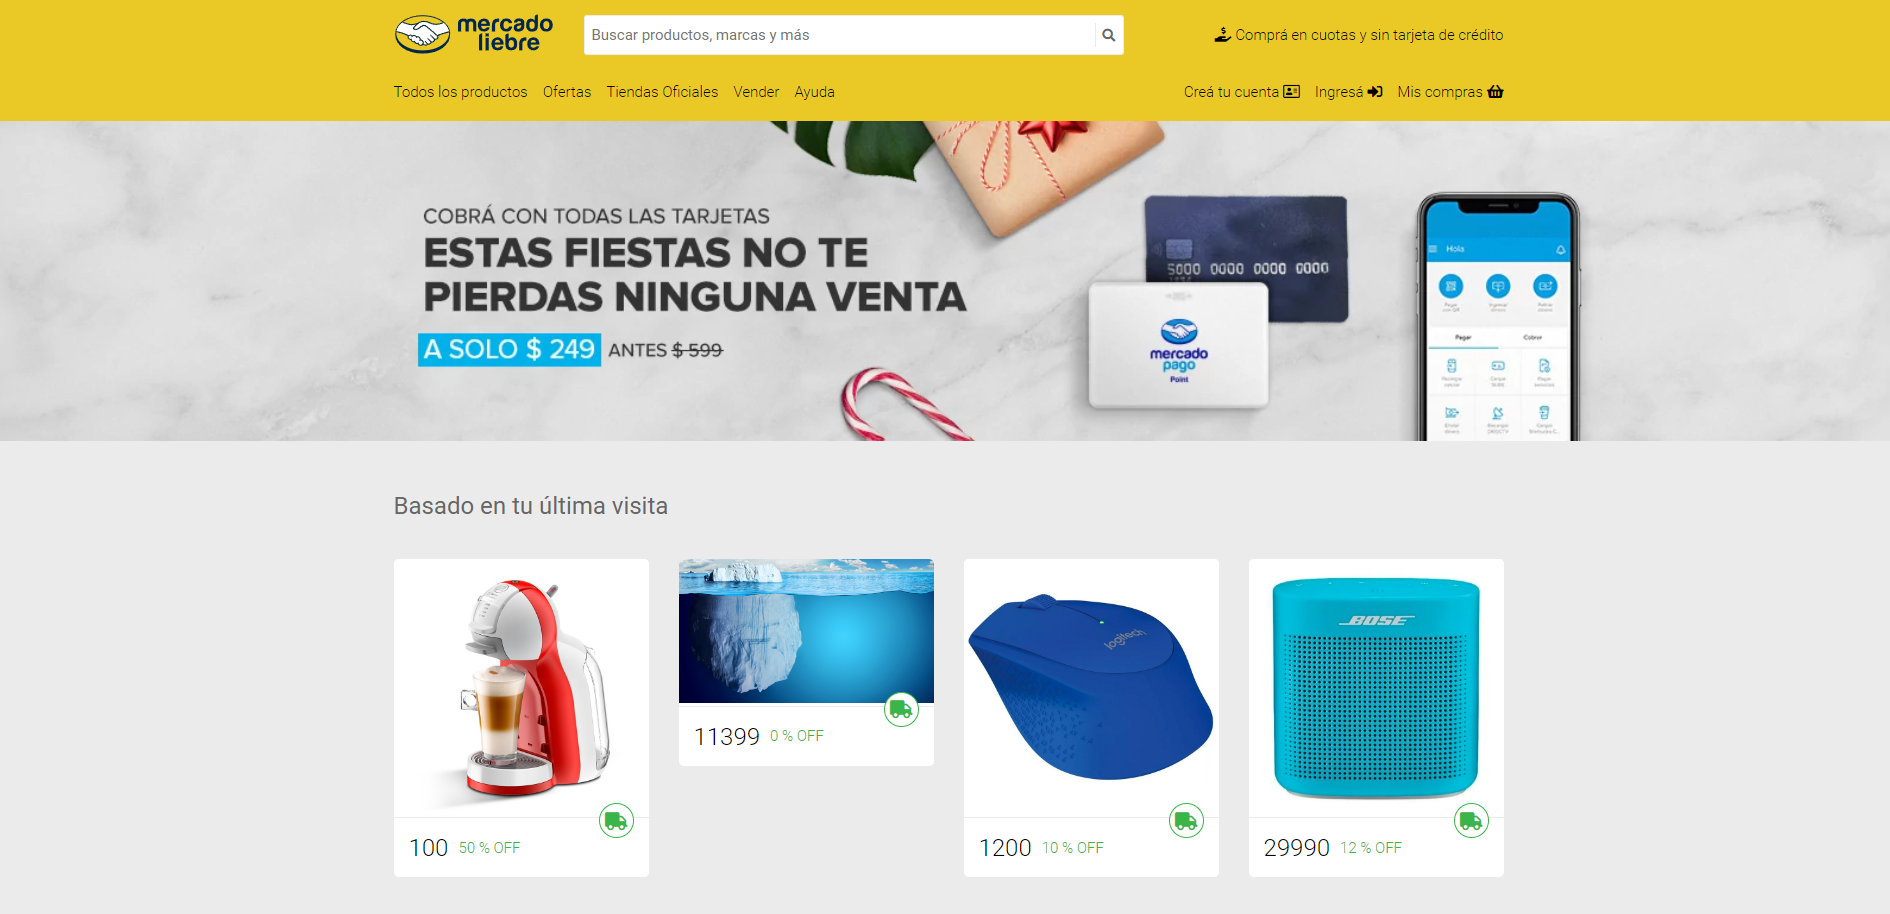 mercado
liebre
Buscar productos, marcas y más
Comprá en cuotas y sin tarjeta de crédito
Todos los productos Ofertas Tiendas Oficiales Vender Ayuda
Creá tu cuenta Ingresá Mis compras
COBRÁ CON TODAS LAS TARJETAS
ESTAS FIESTAS NO TE
PIERDAS NINGUNA VENTA
A SOLO $ 249 ANTES $ 599
5000 0000 0000 0000
mercado
pago
Point
Hola
Pagar Cobrar
Basado en tu última visita
logitech
BOSE
100 50 % OFF
11399 0 % OFF
1200 10 % OFF
29990 12 % OFF